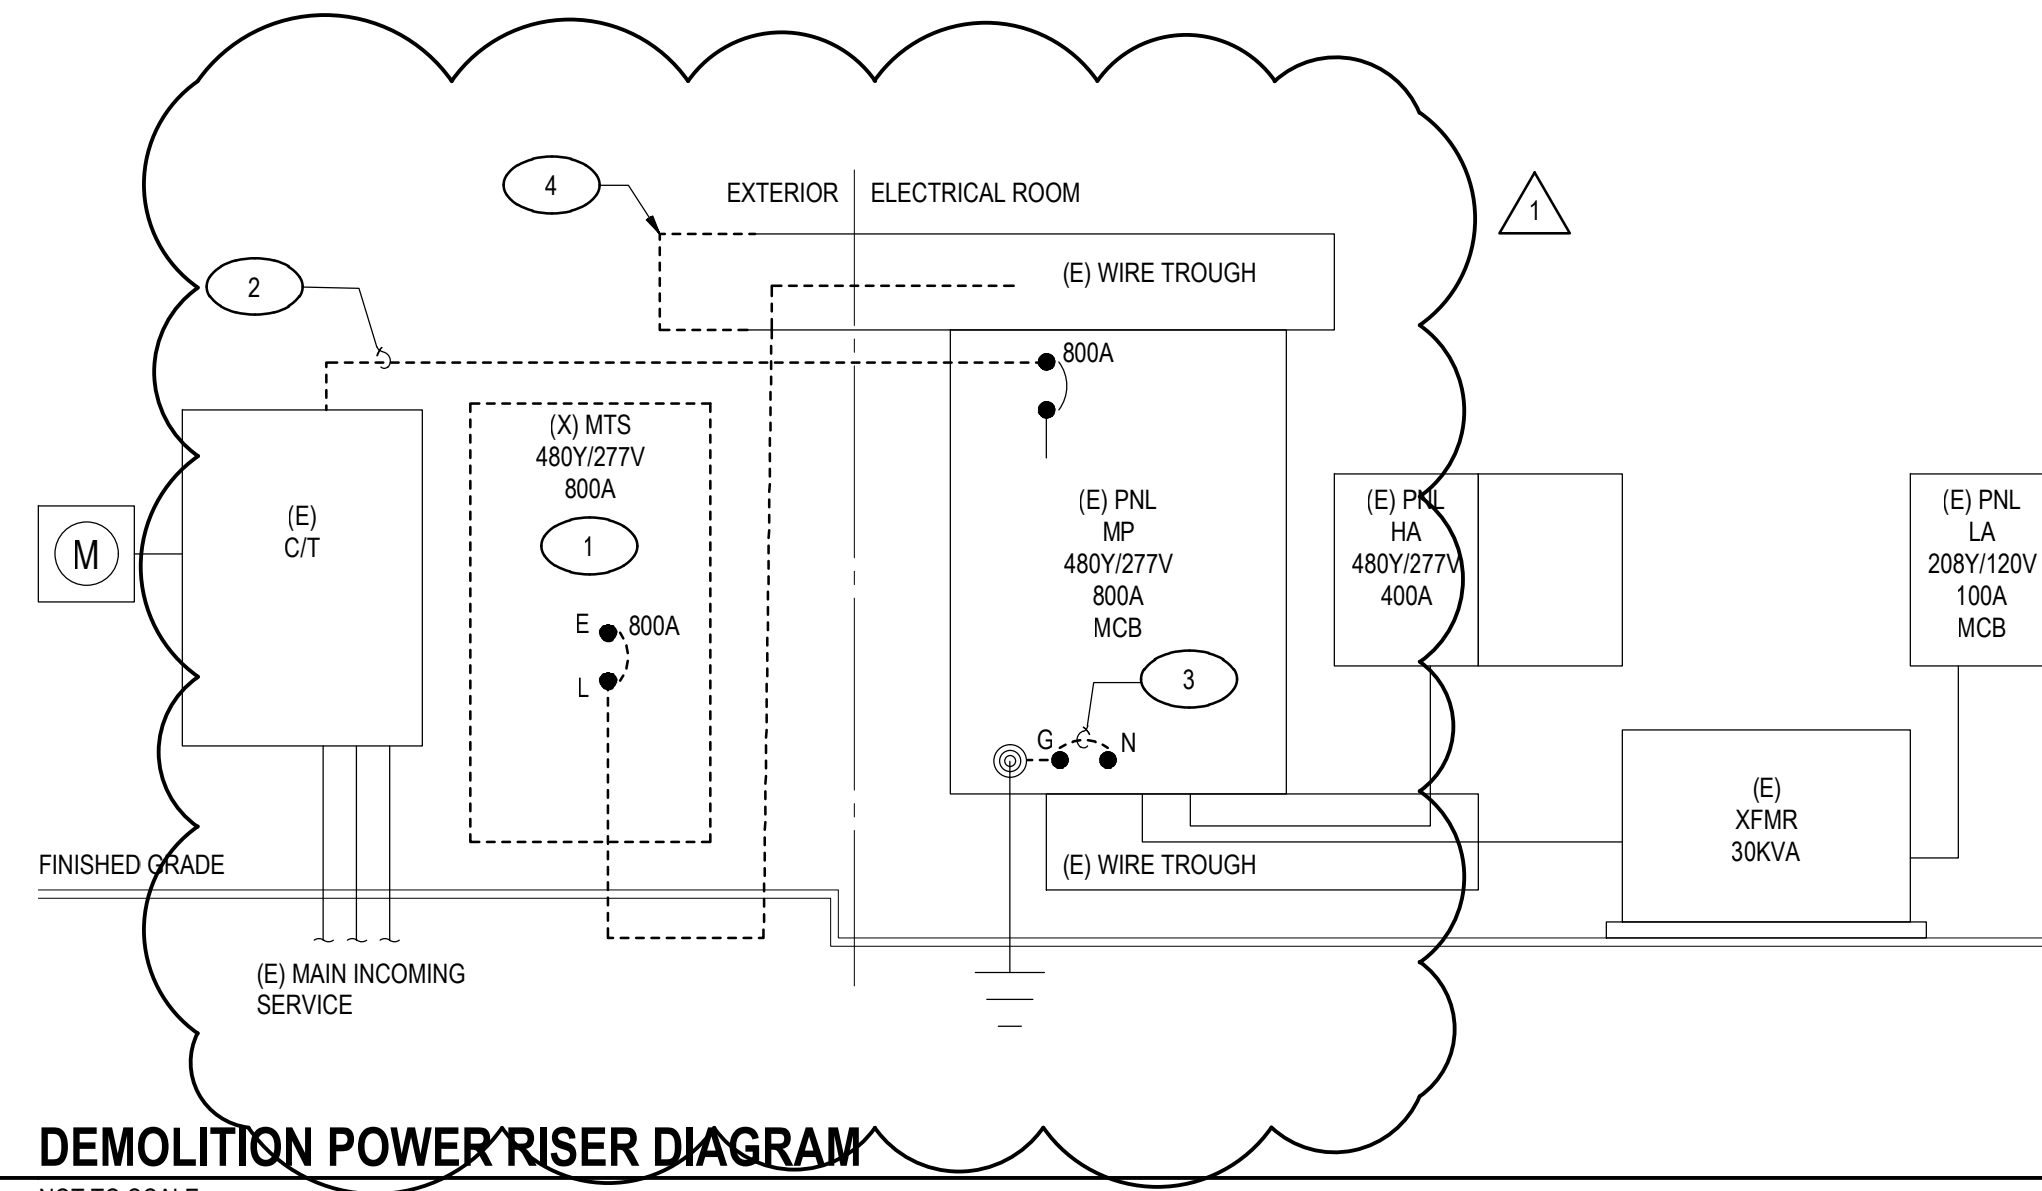 4
EXTERIOR
ELECTRICAL ROOM
1
2
(E) WIRE TROUGH
800A
(X) MTS
480Y/277V
800A
1
E
800A
L
M
(E)
C/T
(E) PNL
MP
480Y/277V
800A
MCB
3
G
N
(E) PNL
HA
480Y/277V
400A
(E) PNL
LA
208Y/120V
100A
MCB
(E)
XFMR
30KVA
FINISHED GRADE
(E) WIRE TROUGH
(E) MAIN INCOMING
SERVICE
DEMOLITION POWER RISER DIAGRAM